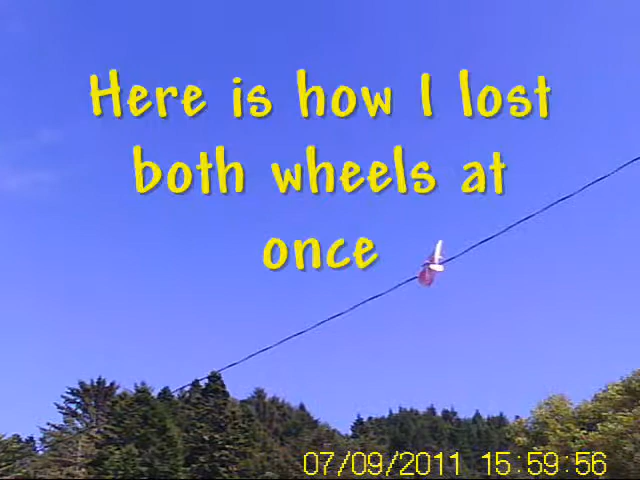 Here is how I lost
both wheels at
once
07/09/2011 15:59:56